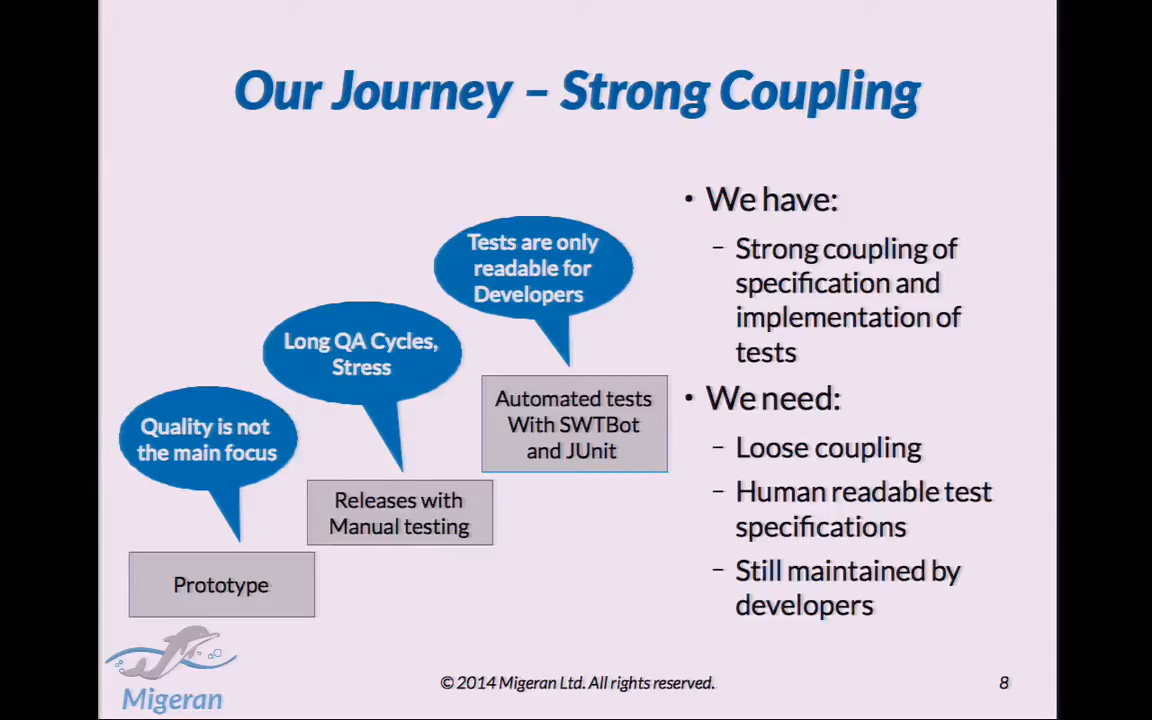 Our Journey – Strong Coupling
Tests are only
readable for
Developers
Long QA Cycles,
Stress
Quality is not
the main focus
Automated tests
With SWTBot
and JUnit
Releases with
Manual testing
Prototype
• We have:
– Strong coupling of
specification and
implementation of
tests
• We need:
– Loose coupling
– Human readable test
specifications
– Still maintained by
developers
Migeran
© 2014 Migeran Ltd. All rights reserved.
8